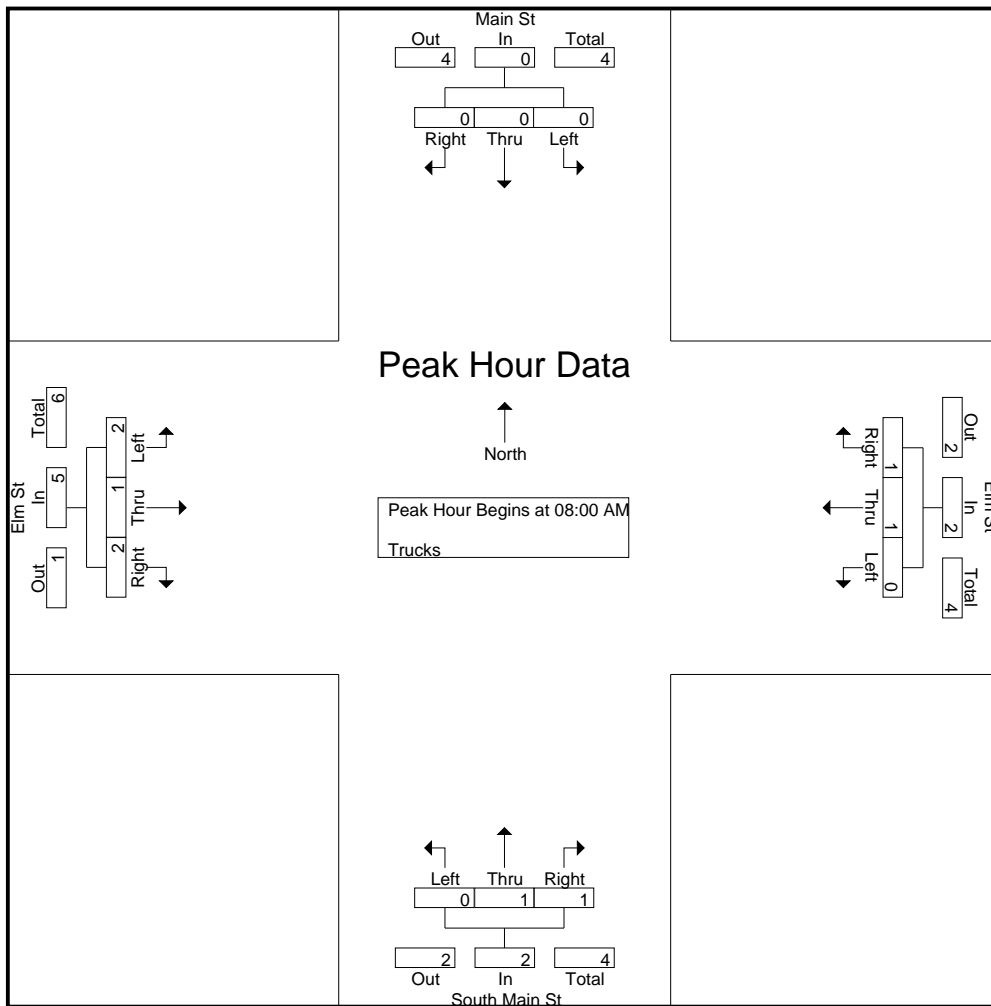 Main St
Out In Total
4 0 4
0 0 0
Right Thru Left
Peak Hour Data
North
Peak Hour Begins at 08:00 AM
Trucks
Elm St
Out In Total
1 5 6
Right Thru Left
2 1 2
Elm St
Out In Total
2 2 4
Right Thru Left
1 1 0
Left Thru Right
0 1 1
2 2 4
Out In Total
South Main St